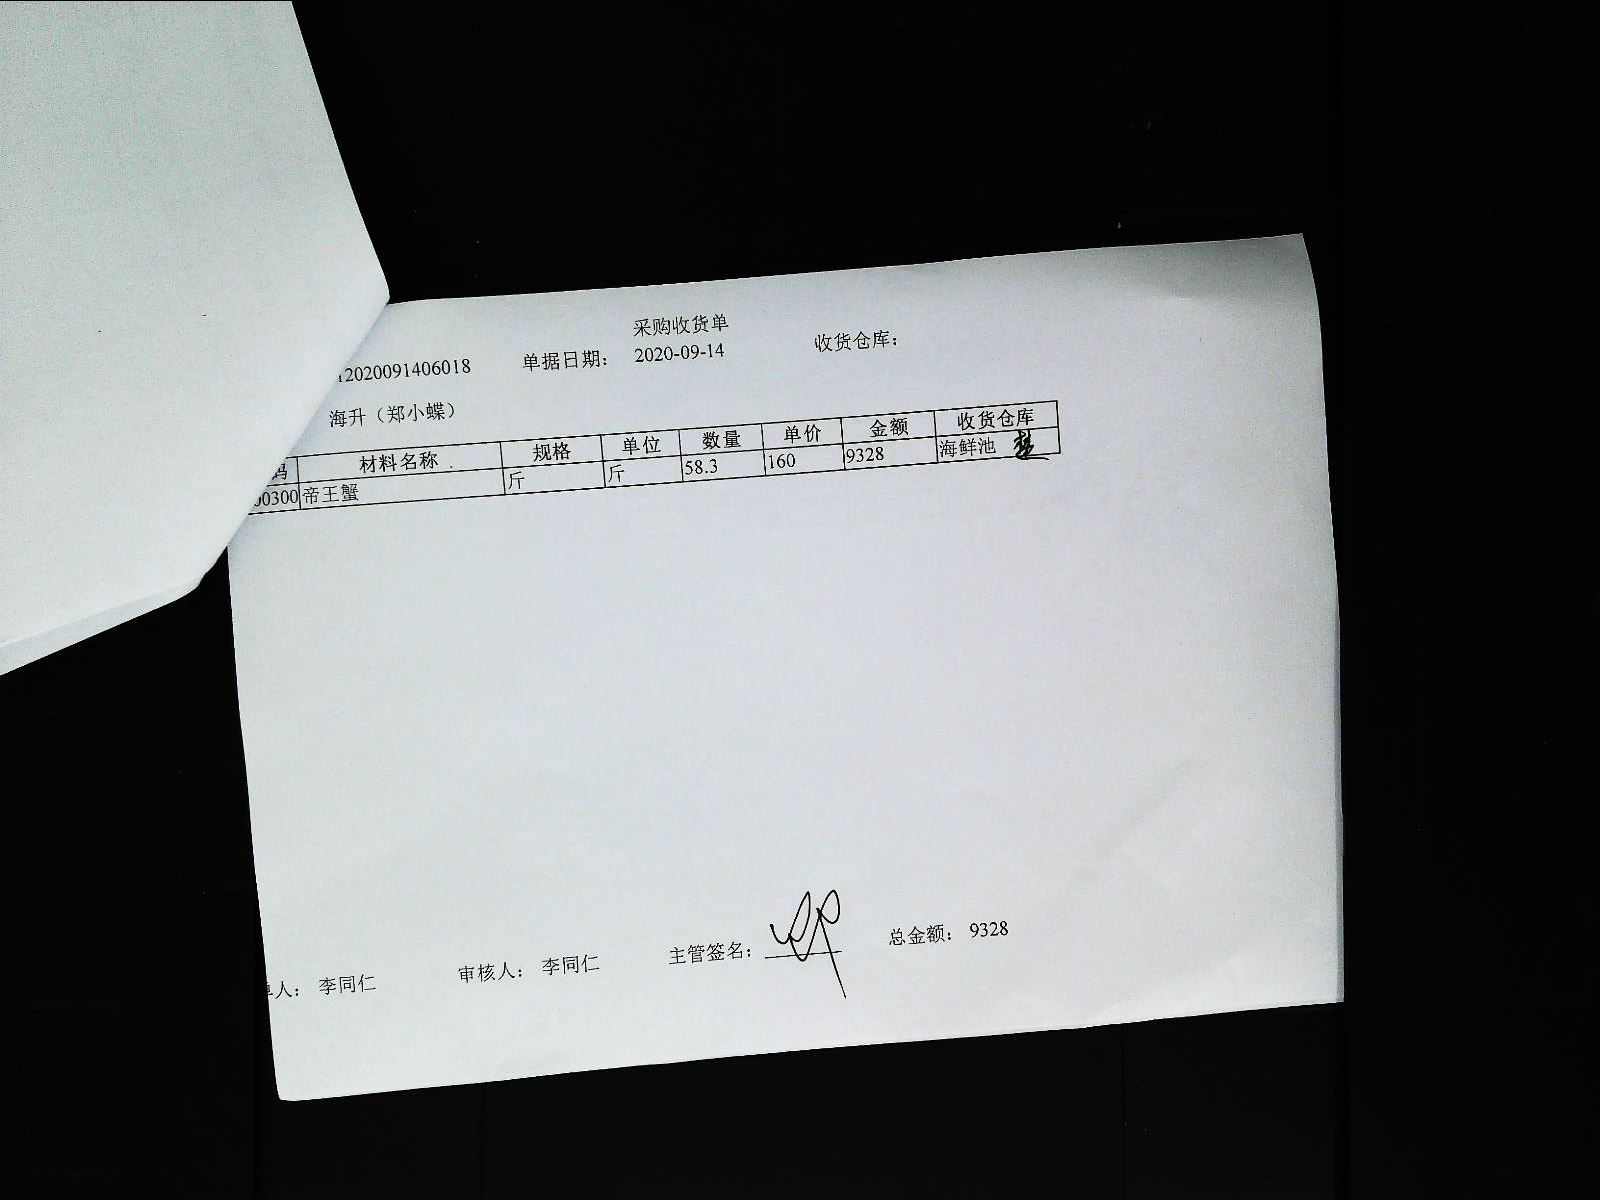 采购收货单
12020091406018 单据日期： 2020-09-14 收货仓库：
海升（郑小蝶）
码 材料名称 规格 单位 数量 单价 金额 收货仓库
00300 帝王蟹 斤 斤 58.3 160 9328 海鲜池
单人： 李同仁 审核人： 李同仁 主管签名： 总金额： 9328